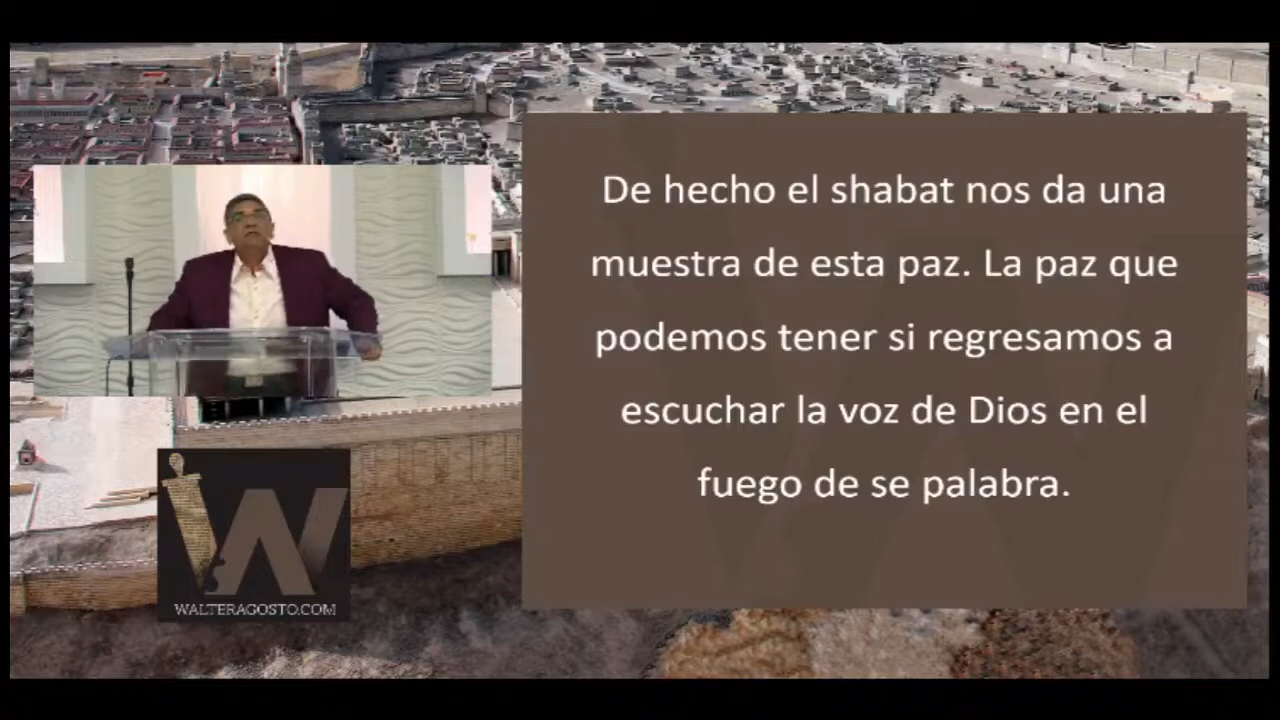 De hecho el shabat nos da una
muestra de esta paz. La paz que
podemos tener si regresamos a
escuchar la voz de Dios en el
fuego de se palabra.
W
WALTERAGOSTO.COM